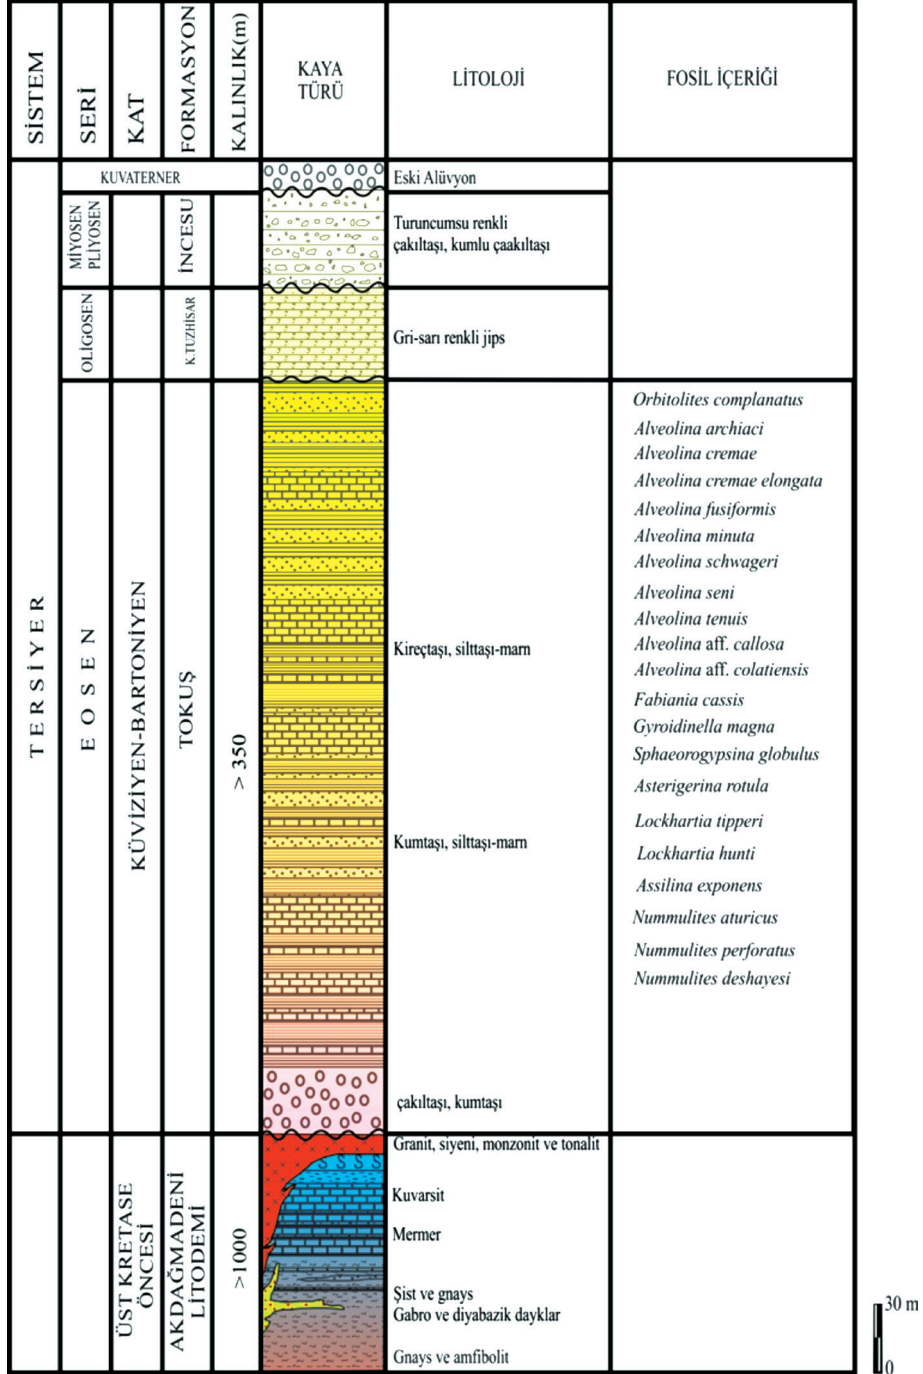 SİSTEM
SERİ
KAT
FORMASYON
KALINLIK(m)
KAYA
TÜRÜ
LİTOLOJİ
FOSİL İÇERİĞİ
TERSİYER
KUVATERNER
Eski Alüvyon
MİYOSEN
PLİYOSEN
İNCESU
Turuncumsu renkli
çakıltaşı, kumlu çaakıltaşı
OLİGOSEN
K.TUZHİSAR
Gri-sarı renkli jips
EOSEN
KÜVİZİYEN-BARTONİYEN
TOKUŞ
> 350
Kireçtaşı, silttaşı-marn
Kumtaşı, silttaşı-marn
çakıltaşı, kumtaşı
Orbitolites complanatus
Alveolina archiaci
Alveolina cremae
Alveolina cremae elongata
Alveolina fusiformis
Alveolina minuta
Alveolina schwageri
Alveolina seni
Alveolina tenuis
Alveolina aff. callosa
Alveolina aff. colatiensis
Fabiania cassis
Gyroidinella magna
Sphaerogypsina globulus
Asterigerina rotula
Lockhartia tipperi
Lockhartia hunti
Assilina exponens
Nummulites aturicus
Nummulites perforatus
Nummulites deshayesi
ÜST KRETASE
ÖNCESİ
AKDAĞMADENİ
LİTODEMİ
>1000
S S S S
Granit, siyeni, monzonit ve tonalit
Kuvarsit
Mermer
Şist ve gnays
Gabro ve diyabazik dayklar
Gnays ve amfibolit
30 m
0